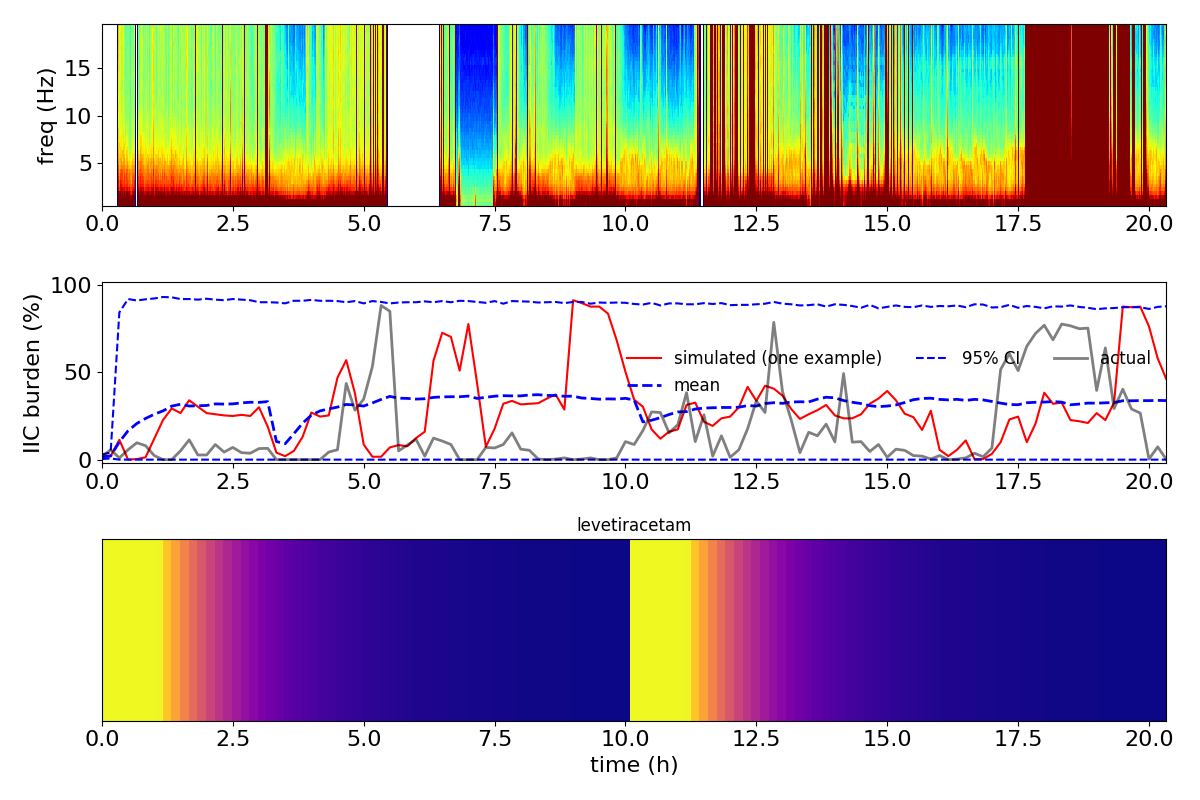 freq (Hz)
15
10
5
0.0 2.5 5.0 7.5 10.0 12.5 15.0 17.5 20.0
IIC burden (%)
100
50
0
simulated (one example) 95% CI actual
mean
0.0 2.5 5.0 7.5 10.0 12.5 15.0 17.5 20.0
levetiracetam
0.0 2.5 5.0 7.5 10.0 12.5 15.0 17.5 20.0
time (h)